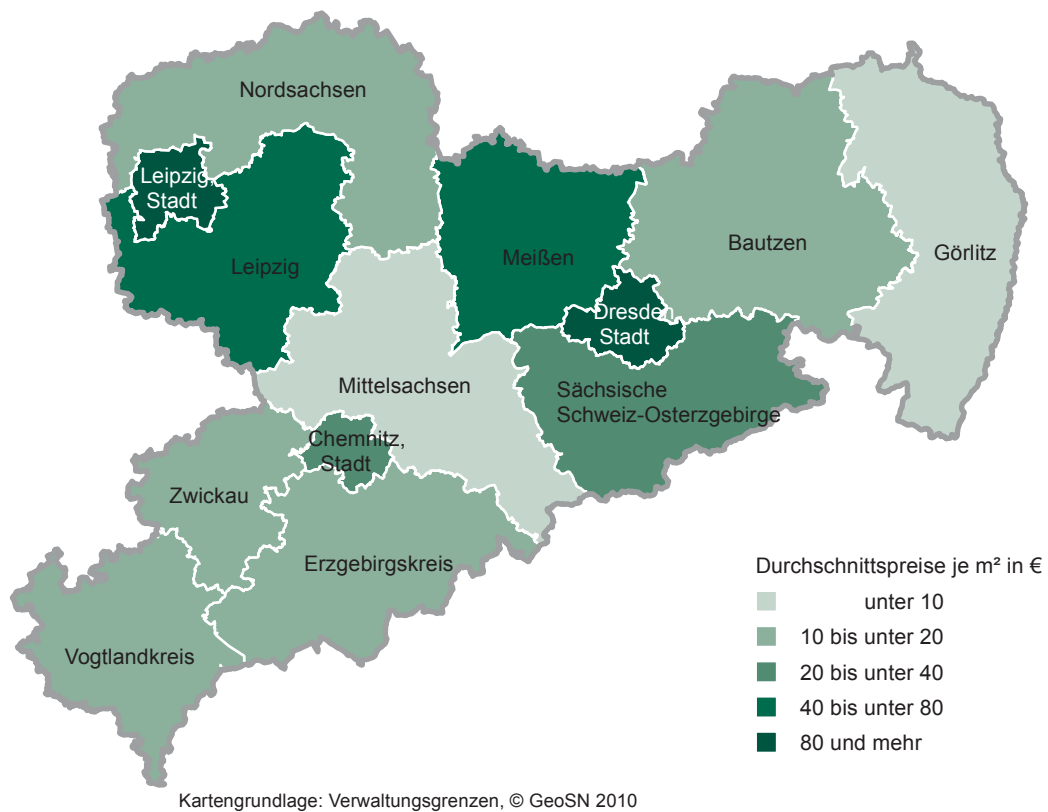 Nordsachsen
Leipzig,
Stadt
Leipzig
Meißen
Bautzen
Görlitz
Dresden,
Stadt
Mittelsachsen
Sächsische
Schweiz-Osterzgebirge
Chemnitz,
Stadt
Zwickau
Erzgebirgskreis
Vogtlandkreis
Durchschnittspreise je m² in €
unter 10
10 bis unter 20
20 bis unter 40
40 bis unter 80
80 und mehr
Kartengrundlage: Verwaltungsgrenzen, © GeoSN 2010